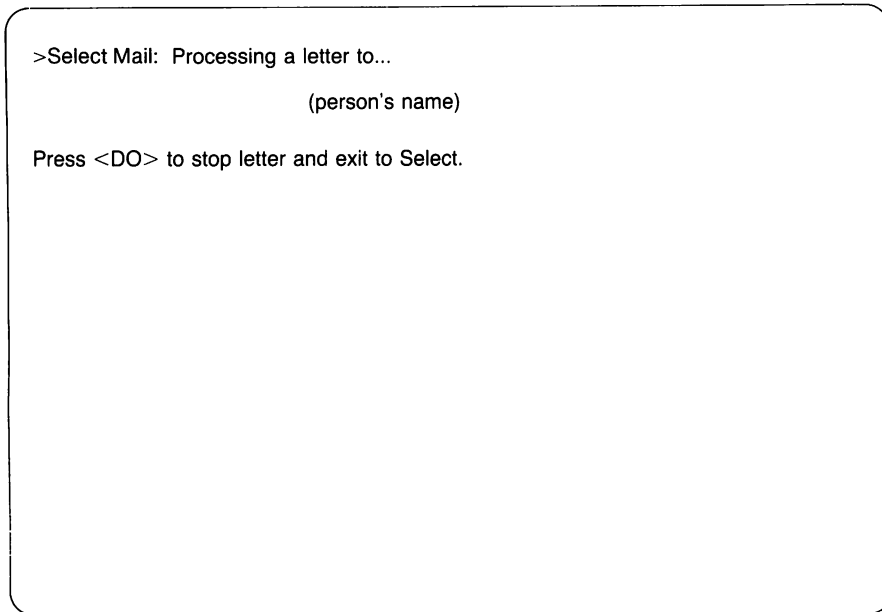 >Select Mail: Processing a letter to...
(person's name)
Press <DO> to stop letter and exit to Select.